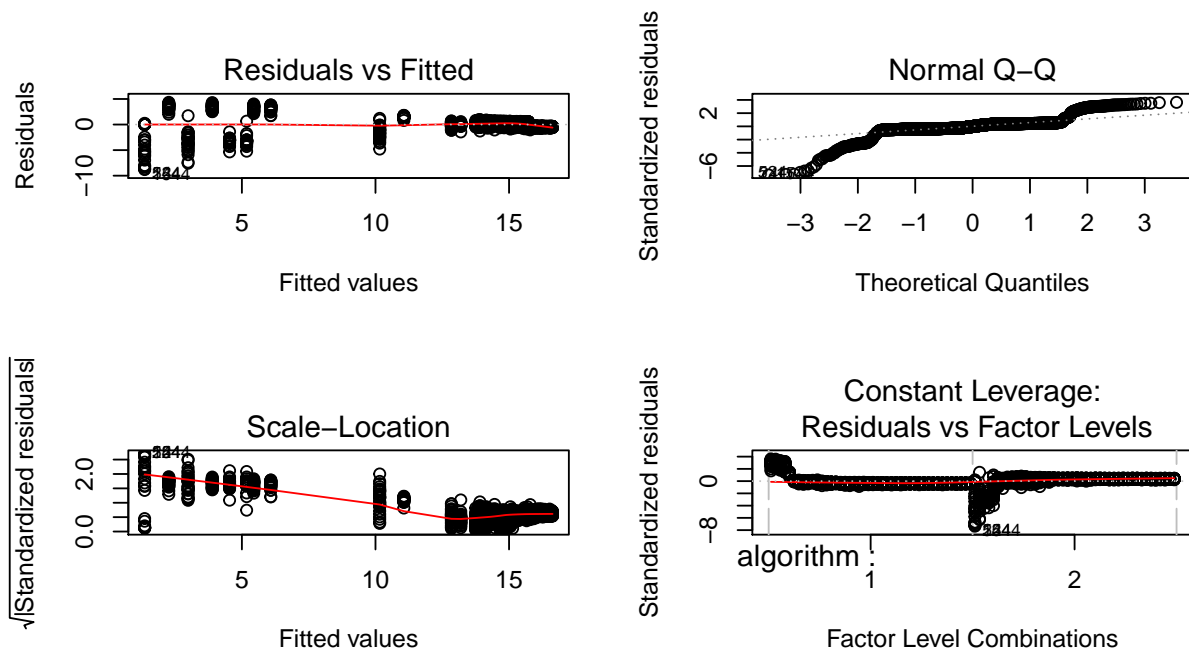 Residuals vs Fitted
Residuals
0
−10
5
10
15
Fitted values
Normal Q−Q
Standardized residuals
2
−6
−3
−2
−1
0
1
2
3
Theoretical Quantiles
Scale−Location
√|Standardized residuals|
2.0
0.0
5
10
15
Fitted values
Constant Leverage:
Residuals vs Factor Levels
Standardized residuals
0
−8
algorithm :
1
2
Factor Level Combinations